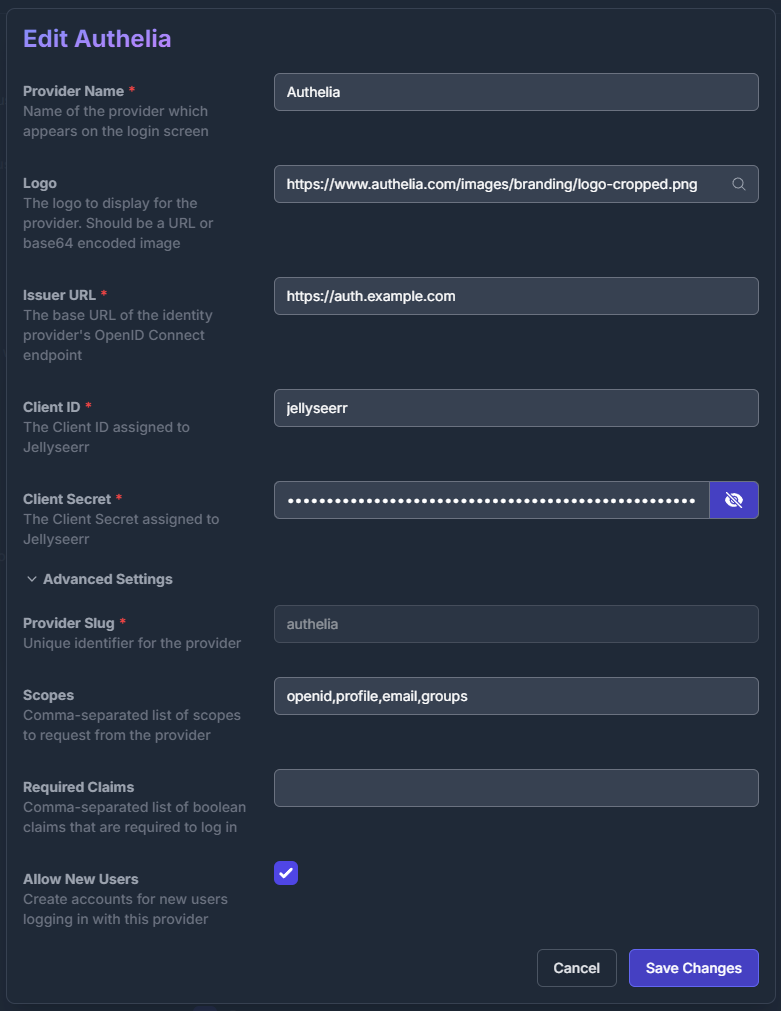 Edit Authelia
Provider Name *
Name of the provider which
appears on the login screen
Authelia
Logo
The logo to display for the
provider. Should be a URL or
base64 encoded image
https://www.authelia.com/images/branding/logo-cropped.png
Issuer URL *
The base URL of the identity
provider's OpenID Connect
endpoint
https://auth.example.com
Client ID *
The Client ID assigned to
Jellyseerr
jellyseerr
Client Secret *
The Client Secret assigned to
Jellyseerr
Advanced Settings
Provider Slug *
Unique identifier for the provider
authelia
Scopes
Comma-separated list of scopes
to request from the provider
openid,profile,email,groups
Required Claims
Comma-separated list of boolean
claims that are required to log in
Allow New Users
Create accounts for new users
logging in with this provider
Cancel
Save Changes